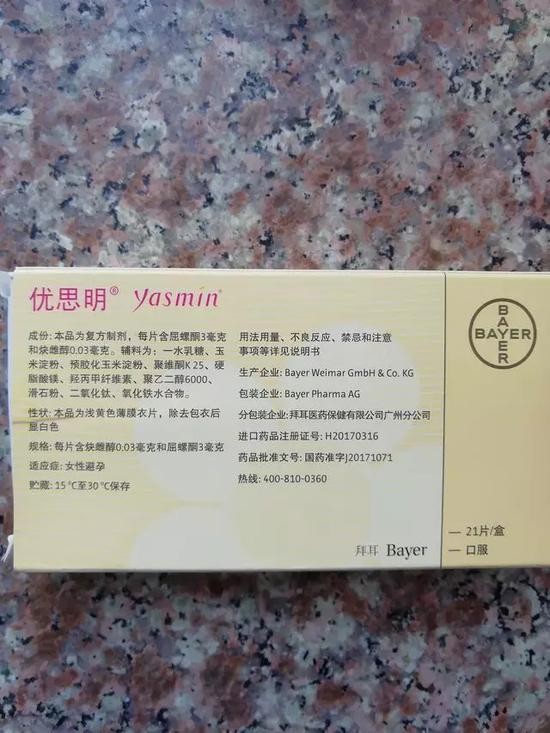 优思明® Yasmin®
成份: 本品为复方制剂，每片含屈螺酮3毫克
和炔雌醇0.03毫克。辅料为：一水乳糖、玉
米淀粉、预胶化玉米淀粉、聚维酮K 25、硬
脂酸镁、羟丙甲纤维素、聚乙二醇6000、
滑石粉、二氧化钛、氧化铁水合物。
性状: 本品为浅黄色薄膜衣片，除去包衣后
显白色
规格: 每片含炔雌醇0.03毫克和屈螺酮3毫克
适应症: 女性避孕
贮藏: 15 °C至30 °C保存
用法用量、不良反应、禁忌和注意
事项等详见说明书
生产企业: Bayer Weimar GmbH & Co. KG
包装企业: Bayer Pharma AG
分包装企业: 拜耳医药保健有限公司广州分公司
进口药品注册证号: H20170316
药品批准文号: 国药准字J20171071
热线: 400-810-0360
拜耳 Bayer
BAYER
BAYER
21片/盒
口服